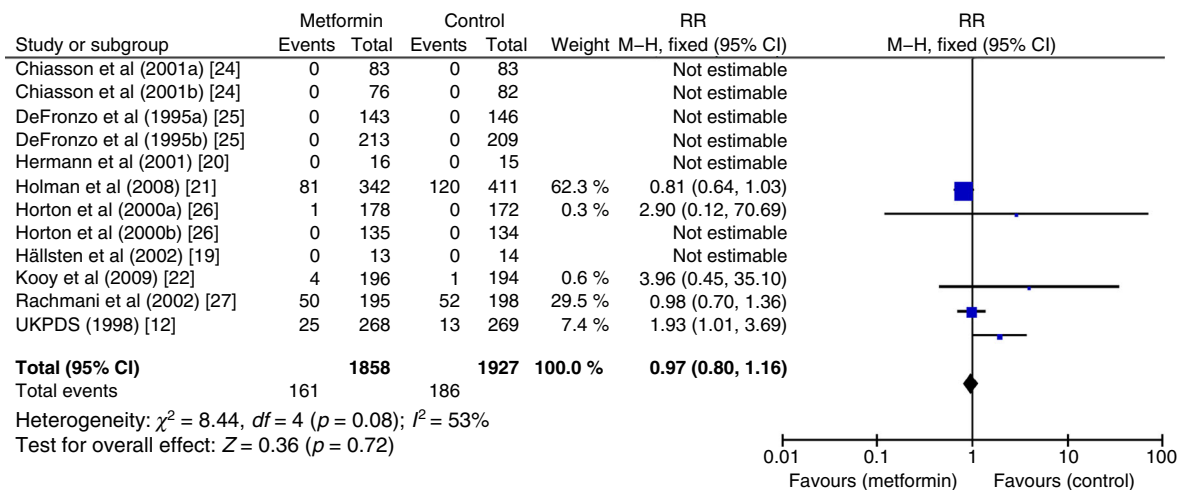 Metformin Control RR RR
Study or subgroup Events Total Events Total Weight M–H, fixed (95% CI) M–H, fixed (95% CI)
Chiasson et al (2001a) [24] 0 83 0 83 Not estimable
Chiasson et al (2001b) [24] 0 76 0 82 Not estimable
DeFronzo et al (1995a) [25] 0 143 0 146 Not estimable
DeFronzo et al (1995b) [25] 0 213 0 209 Not estimable
Hermann et al (2001) [20] 0 16 0 15 Not estimable
Holman et al (2008) [21] 81 342 120 411 62.3 % 0.81 (0.64, 1.03)
Horton et al (2000a) [26] 1 178 0 172 0.3 % 2.90 (0.12, 70.69)
Horton et al (2000b) [26] 0 135 0 134 Not estimable
Hällsten et al (2002) [19] 0 13 0 14 Not estimable
Kooy et al (2009) [22] 4 196 1 194 0.6 % 3.96 (0.45, 35.10)
Rachmani et al (2002) [27] 50 195 52 198 29.5 % 0.98 (0.70, 1.36)
UKPDS (1998) [12] 25 268 13 269 7.4 % 1.93 (1.01, 3.69)
Total (95% CI) 1858 1927 100.0 % 0.97 (0.80, 1.16)
Total events 161 186
Heterogeneity: χ² = 8.44, df = 4 (p = 0.08); I² = 53%
Test for overall effect: Z = 0.36 (p = 0.72)
0.01 0.1 1 10 100
Favours (metformin) Favours (control)